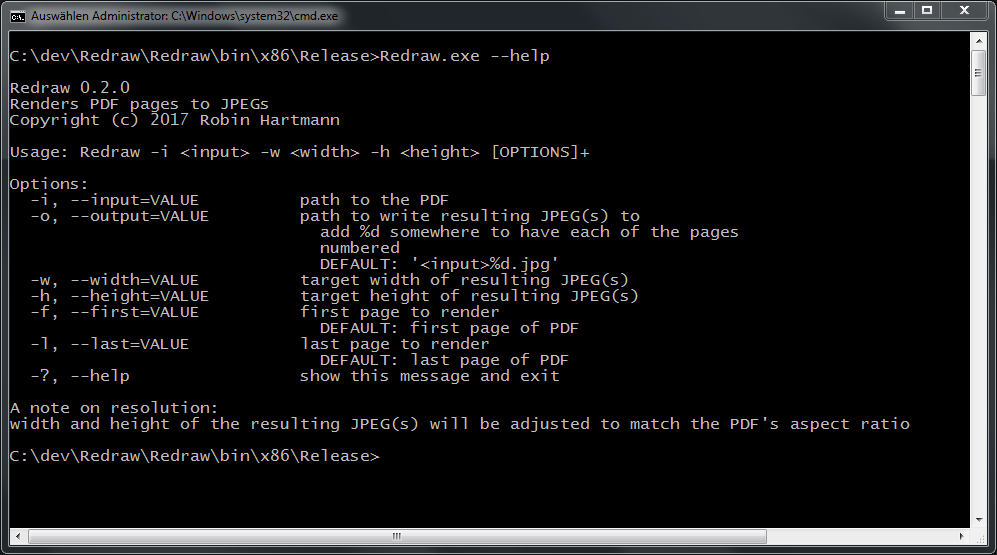 Auswählen Administrator: C:\Windows\system32\cmd.exe
C:\dev\Redraw\Redraw\bin\x86\Release>Redraw.exe --help
Redraw 0.2.0
Renders PDF pages to JPEGs
Copyright (c) 2017 Robin Hartmann
Usage: Redraw -i <input> -w <width> -h <height> [OPTIONS]+
Options:
  -i, --input=VALUE          path to the PDF
  -o, --output=VALUE         path to write resulting JPEG(s) to
                               add %d somewhere to have each of the pages
                               numbered
                               DEFAULT: '<input>%d.jpg'
  -w, --width=VALUE          target width of resulting JPEG(s)
  -h, --height=VALUE         target height of resulting JPEG(s)
  -f, --first=VALUE          first page to render
                               DEFAULT: first page of PDF
  -l, --last=VALUE           last page to render
                               DEFAULT: last page of PDF
  -?, --help                 show this message and exit
A note on resolution:
width and height of the resulting JPEG(s) will be adjusted to match the PDF's aspect ratio
C:\dev\Redraw\Redraw\bin\x86\Release>